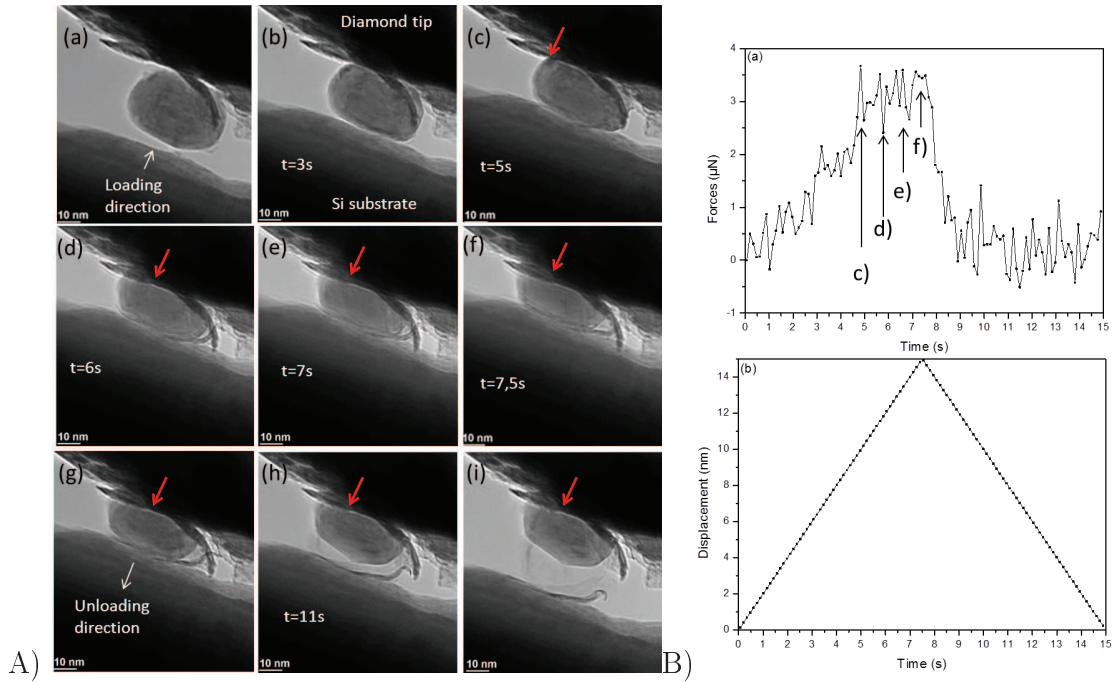 (a)
(b)
Diamond tip
(c)
Loading
direction
t=3s
Si substrate
t=5s
10 nm
10 nm
10 nm
(d)
(e)
(f)
t=6s
t=7s
t=7,5s
10 nm
10 nm
10 nm
(g)
(h)
(i)
Unloading
direction
t=11s
10 nm
10 nm
10 nm
A)
(a)
Forces (µN)
4
3
2
1
0
-1
c)
d)
e)
f)
0 1 2 3 4 5 6 7 8 9 10 11 12 13 14 15
Time (s)
(b)
Displacement (nm)
14
12
10
8
6
4
2
0
0 1 2 3 4 5 6 7 8 9 10 11 12 13 14 15
Time (s)
B)